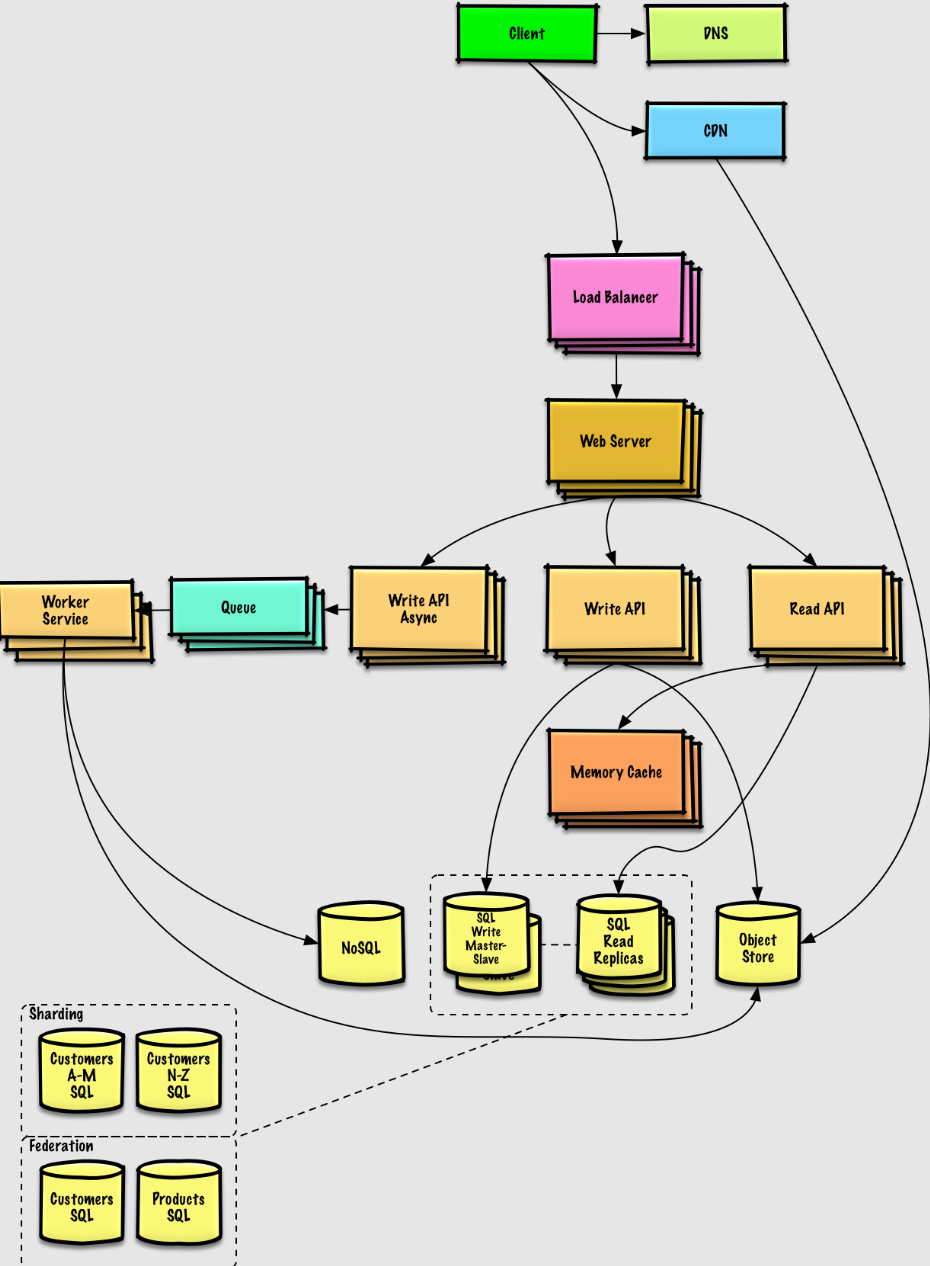 Client
DNS
CDN
Load Balancer
Web Server
Worker
Service
Queue
Write API
Async
Write API
Read API
Memory Cache
NoSQL
SQL
Write
Master-
Slave
Slave
SQL
Read
Replicas
Object
Store
Sharding
Customers
A-M
SQL
Customers
N-Z
SQL
Federation
Customers
SQL
Products
SQL